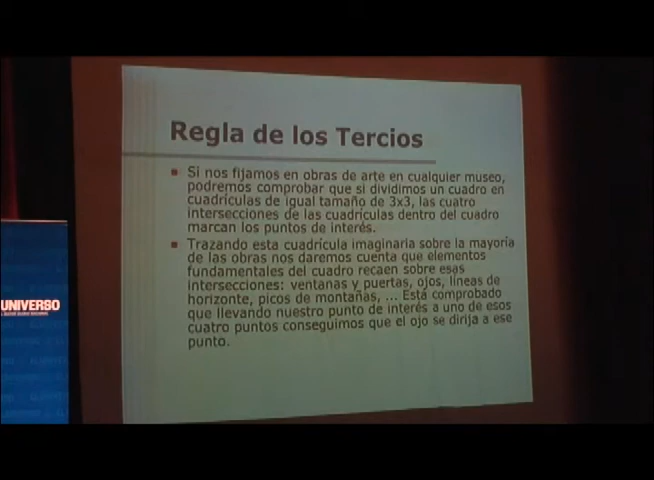 Regla de los Tercios
Si nos fijamos en obras de arte en cualquier museo,
podremos comprobar que si dividimos un cuadro en
cuadrículas de igual tamaño de 3x3, las cuatro
intersecciones de las cuadrículas dentro del cuadro
marcan los puntos de interés.
Trazando esta cuadrícula imaginaria sobre la mayoría
de las obras nos daremos cuenta que elementos
fundamentales del cuadro recaen sobre esas
intersecciones: ventanas y puertas, ojos, líneas de
horizonte, picos de montañas, ... Está comprobado
que llevando nuestro punto de interés a uno de esos
cuatro puntos conseguimos que el ojo se dirija a ese
punto.
UNIVERSO